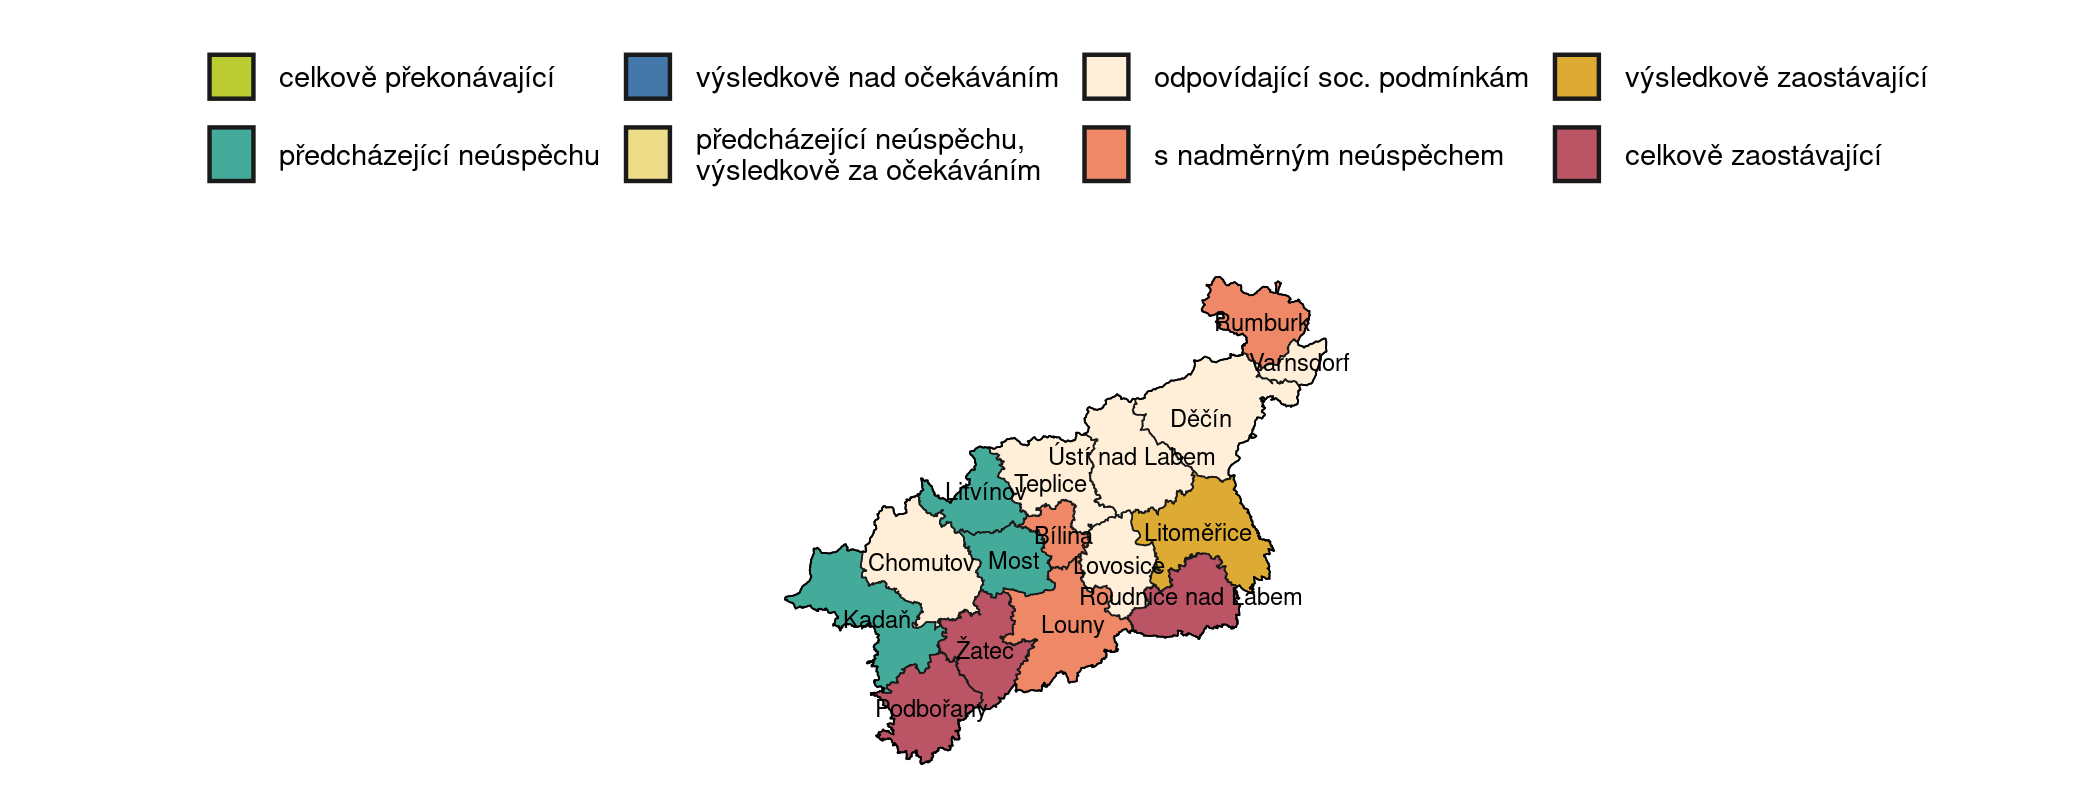 celkově překonávající
výsledkově nad očekáváním
odpovídající soc. podmínkám
výsledkově zaostávající
předcházející neúspěchu
předcházející neúspěchu,
výsledkově za očekáváním
s nadměrným neúspěchem
celkově zaostávající
Rumburk
Varnsdorf
Děčín
Ústí nad Labem
Teplice
Litvínov
Litoměřice
Bílina
Most
Chomutov
Lovosice
Roudnice nad Labem
Kadaň
Louny
Žatec
Podbořany